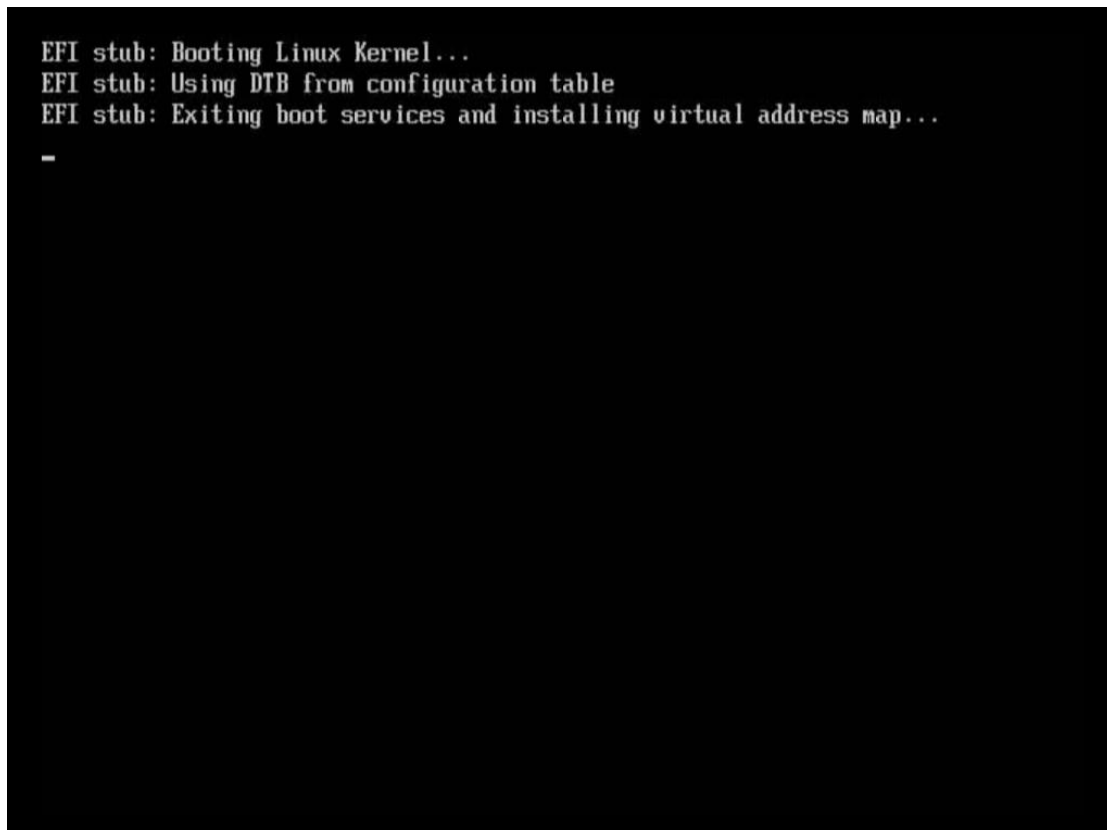 EFI stub: Booting Linux Kernel...
EFI stub: Using DTB from configuration table
EFI stub: Exiting boot services and installing virtual address map...